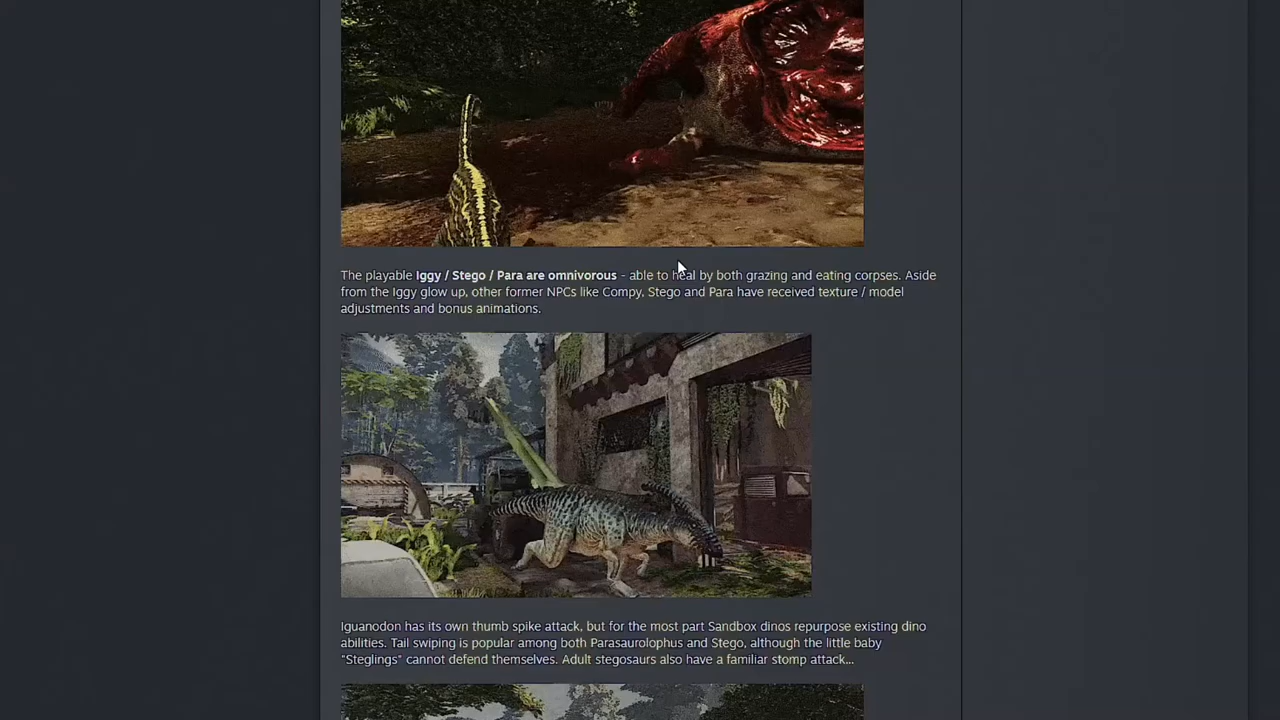 The playable Iggy / Stego / Para are omnivorous - able to heal by both grazing and eating corpses. Aside
from the Iggy glow up, other former NPCs like Compy, Stego and Para have received texture / model
adjustments and bonus animations.
Iguanodon has its own thumb spike attack, but for the most part Sandbox dinos repurpose existing dino
abilities. Tail swiping is popular among both Parasaurolophus and Stego, although the little baby
"Steglings" cannot defend themselves. Adult stegosaurs also have a familiar stomp attack...